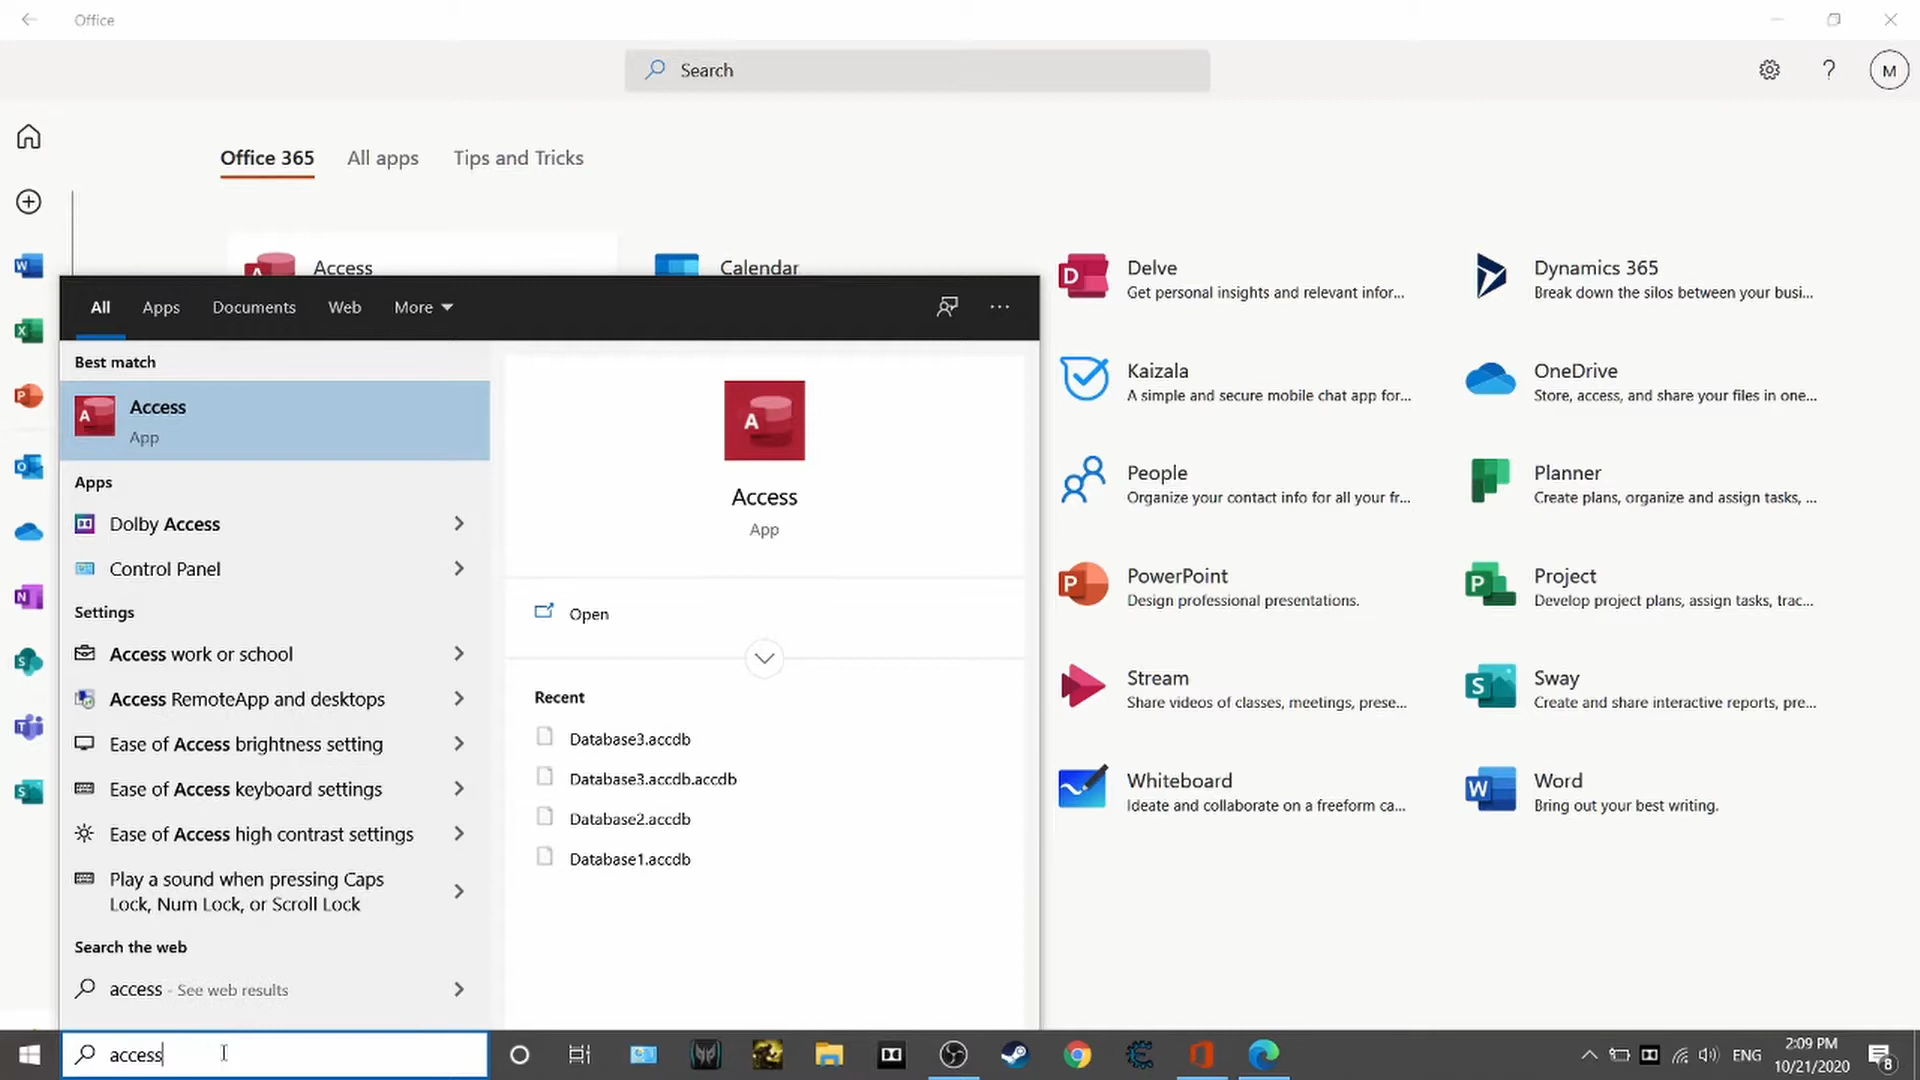 Office
Search
M
Office 365 All apps Tips and Tricks
Access
Calendar
Delve
Get personal insights and relevant infor...
Dynamics 365
Break down the silos between your busi...
Kaizala
A simple and secure mobile chat app for...
OneDrive
Store, access, and share your files in one...
People
Organize your contact info for all your fr...
Planner
Create plans, organize and assign tasks, ...
PowerPoint
Design professional presentations.
Project
Develop project plans, assign tasks, trac...
Stream
Share videos of classes, meetings, prese...
Sway
Create and share interactive reports, pre...
Whiteboard
Ideate and collaborate on a freeform ca...
Word
Bring out your best writing.
All Apps Documents Web More
Best match
Access
App
Apps
Dolby Access
Control Panel
Settings
Access work or school
Access RemoteApp and desktops
Ease of Access brightness setting
Ease of Access keyboard settings
Ease of Access high contrast settings
Play a sound when pressing Caps
Lock, Num Lock, or Scroll Lock
Search the web
access - See web results
Access
App
Open
Recent
Database3.accdb
Database3.accdb.accdb
Database2.accdb
Database1.accdb
access
ENG
2:09 PM
10/21/2020
8